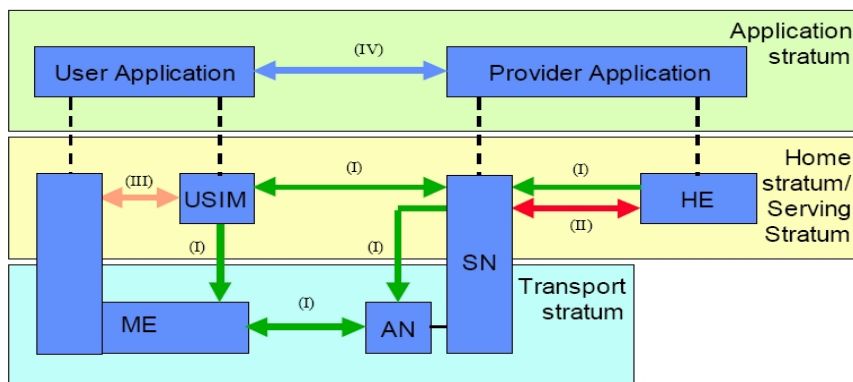 Application
stratum
(IV)
User Application
Provider Application
(I)
(I)
Home
stratum/
Serving
Stratum
(III)
USIM
HE
(II)
(I)
(I)
SN
Transport
stratum
(I)
ME
AN